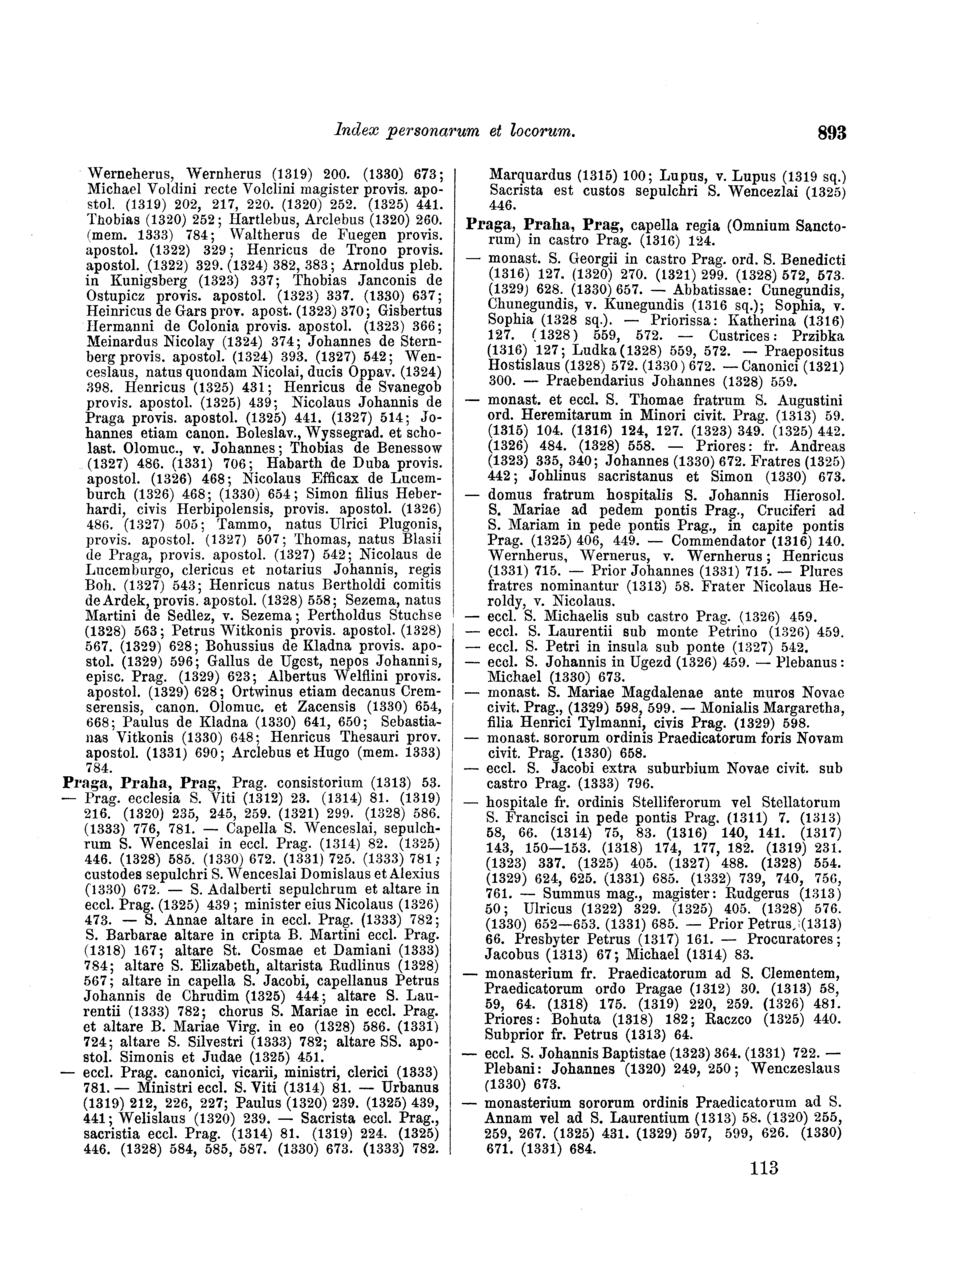 Index personarum et locorum.
893
Werneherus, Wernherus (1319) 200. (1330) 673;
Michael Voldini recte Volclini magister provis. apo-
stol. (1319) 202, 217, 220. (1320) 252. (1325) 441.
Thobias (1320) 252; Hartlebus, Arclebus (1320) 260.
(mem. 1333) 784; Waltherus de Fuegen provis.
apostol. (1322) 329; Henricus de Trono provis.
apostol. (1322) 329. (1324) 382, 383; Arnoldus pleb.
in Kunigsberg (1323) 337; Thobias Janconis de
Ostupicz provis. apostol. (1323) 337. (1330) 637;
Heinricus de Gars prov. apost. (1323) 370; Gisbertus
Hermanni de Colonia provis. apostol. (1323) 366;
Meinardus Nicolay (1324) 374; Johannes de Stern-
berg provis. apostol. (1324) 393. (1327) 542; Wen-
ceslaus, natus quondam Nicolai, ducis Oppav. (1324)
398. Henricus (1325) 431; Henricus de Svanegob
provis. apostol. (1325) 439; Nicolaus Johannis de
Praga provis. apostol. (1325) 441. (1327) 514; Jo-
hannes etiam canon. Boleslav., Wyssegrad. et scho-
last. Olomuc., v. Johannes; Thobias de Benessow
(1327) 486. (1331) 706; Habarth de Duba provis.
apostol. (1326) 468; Nicolaus Efficax de Lucem-
burch (1326) 468; (1330) 654; Simon filius Heber-
hardi, civis Herbipolensis, provis. apostol. (1326)
486. (1327) 505; Tammo, natus Ulrici Plugonis,
provis. apostol. (1327) 507; Thomas, natus Blasii
de Praga, provis. apostol. (1327) 542; Nicolaus de
Lucemburgo, clericus et notarius Johannis, regis
Boh. (1327) 543; Henricus natus Bertholdi comitis
de Ardek, provis. apostol. (1328) 558; Sezema, natus
Martini de Sedlez, v. Sezema; Pertholdus Stuchse
(1328) 563; Petrus Witkonis provis. apostol. (1328)
567. (1329) 628; Bohussius de Kladna provis. apo-
stol. (1329) 596; Gallus de Ugest, nepos Johannis,
episc. Prag. (1329) 623; Albertus Welflini provis.
apostol. (1329) 628; Ortwinus etiam decanus Crem-
serensis, canon. Olomuc. et Zacensis (1330) 654,
668; Paulus de Kladna (1330) 641, 650; Sebastia-
nas Vitkonis (1330) 648; Henricus Thesauri prov.
apostol. (1331) 690; Arclebus et Hugo (mem. 1333)
784.
Praga, Praha, Prag, Prag. consistorium (1313) 53.
— Prag. ecclesia S. Viti (1312) 23. (1314) 81. (1319)
216. (1320) 235, 245, 259. (1321) 299. (1328) 586.
(1333) 776, 781. — Capella S. Wenceslai, sepulch-
rum S. Wenceslai in eccl. Prag. (1314) 82. (1325)
446. (1328) 585. (1330) 672. (1331) 725. (1333) 781;
custodes sepulchri S. Wenceslai Domislaus et Alexius
(1330) 672. — S. Adalberti sepulchrum et altare in
eccl. Prag. (1325) 439; minister eius Nicolaus (1326)
473. — S. Annae altare in eccl. Prag. (1333) 782;
S. Barbarae altare in cripta B. Martini eccl. Prag.
(1318) 167; altare St. Cosmae et Damiani (1333)
784; altare S. Elizabeth, altarista Rudlinus (1328)
567; altare in capella S. Jacobi, capellanus Petrus
Johannis de Chrudim (1325) 444; altare S. Lau-
rentii (1333) 782; chorus S. Mariae in eccl. Prag.
et altare B. Mariae Virg. in eo (1328) 586. (1331)
724; altare S. Silvestri (1333) 782; altare SS. apo-
stol. Simonis et Judae (1325) 451.
— eccl. Prag. canonici, vicarii, ministri, clerici (1333)
781. — Ministri eccl. S. Viti (1314) 81. — Urbanus
(1319) 212, 226, 227; Paulus (1320) 239. (1325) 439,
441; Welislaus (1320) 239. — Sacrista eccl. Prag.,
sacristia eccl. Prag. (1314) 81. (1319) 224. (1325)
446. (1328) 584, 585, 587. (1330) 673. (1333) 782.
Marquardus (1315) 100; Lupus, v. Lupus (1319 sq.)
Sacrista est custos sepulchri S. Wencezlai (1325)
446.
Praga, Praha, Prag, capella regia (Omnium Sancto-
rum) in castro Prag. (1316) 124.
— monast. S. Georgii in castro Prag. ord. S. Benedicti
(1316) 127. (1320) 270. (1321) 299. (1328) 572, 573.
(1329) 628. (1330) 657. — Abbatissae: Cunegundis,
Chunegundis, v. Kunegundis (1316 sq.); Sophia, v.
Sophia (1328 sq.). — Priorissa: Katherina (1316)
127. (1328) 559, 572. — Custrices: Przibka
(1316) 127; Ludka (1328) 559, 572. — Praepositus
Hostislaus (1328) 572. (1330) 672. — Canonici (1321)
300. — Praebendarius Johannes (1328) 559.
— monast. et eccl. S. Thomae fratrum S. Augustini
ord. Heremitarum in Minori civit. Prag. (1313) 59.
(1315) 104. (1316) 124, 127. (1323) 349. (1325) 442.
(1326) 484. (1328) 558. — Priores: fr. Andreas
(1323) 335, 340; Johannes (1330) 672. Fratres (1325)
442; Johlinus sacristanus et Simon (1330) 673.
— domus fratrum hospitalis S. Johannis Hierosol.
S. Mariae ad pedem pontis Prag., Cruciferi ad
S. Mariam in pede pontis Prag., in capite pontis
Prag. (1325) 406, 449. — Commendator (1316) 140.
Wernherus, Wernerus, v. Wernherus; Henricus
(1331) 715. — Prior Johannes (1331) 715. — Plures
fratres nominantur (1313) 58. Frater Nicolaus He-
roldy, v. Nicolaus.
— eccl. S. Michaelis sub castro Prag. (1326) 459.
— eccl. S. Laurentii sub monte Petrino (1326) 459.
— eccl. S. Petri in insula sub ponte (1327) 542.
— eccl. S. Johannis in Ugezd (1326) 459. — Plebanus:
Michael (1330) 673.
— monast. S. Mariae Magdalenae ante muros Novae
civit. Prag., (1329) 598, 599. — Monialis Margaretha,
filia Henrici Tylmanni, civis Prag. (1329) 598.
— monast. sororum ordinis Praedicatorum foris Novam
civit. Prag. (1330) 658.
— eccl. S. Jacobi extra suburbium Novae civit. sub
castro Prag. (1333) 796.
— hospitale fr. ordinis Stelliferorum vel Stellatorum
S. Francisci in pede pontis Prag. (1311) 7. (1313)
58, 66. (1314) 75, 83. (1316) 140, 141. (1317)
143, 150—153. (1318) 174, 177, 182. (1319) 231.
(1323) 337. (1325) 405. (1327) 488. (1328) 554.
(1329) 624, 625. (1331) 685. (1332) 739, 740, 756,
761. — Summus mag., magister: Rudgerus (1313)
50; Ulricus (1322) 329. (1325) 405. (1328) 576.
(1330) 652—653. (1331) 685. — Prior Petrus, (1313)
66. Presbyter Petrus (1317) 161. — Procuratores;
Jacobus (1313) 67; Michael (1314) 83.
— monasterium fr. Praedicatorum ad S. Clementem,
Praedicatorum ordo Pragae (1312) 30. (1313) 58,
59, 64. (1318) 175. (1319) 220, 259. (1326) 481.
Priores: Bohuta (1318) 182; Raczco (1325) 440.
Subprior fr. Petrus (1313) 64.
— eccl. S. Johannis Baptistae (1323) 364. (1331) 722. —
Plebani: Johannes (1320) 249, 250; Wenczeslaus
(1330) 673.
— monasterium sororum ordinis Praedicatorum ad S.
Annam vel ad S. Laurentium (1313) 58. (1320) 255,
259, 267. (1325) 431. (1329) 597, 599, 626. (1330)
671. (1331) 684.
113